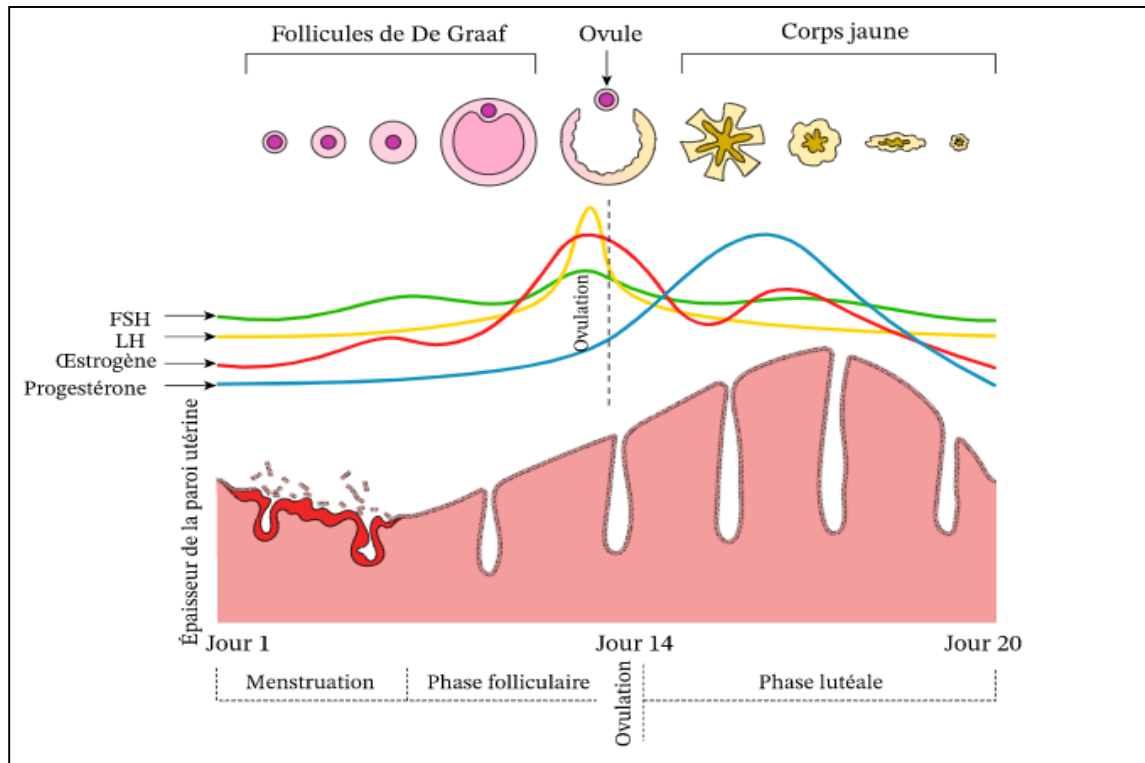 Follicules de De Graaf
Ovule
Corps jaune
FSH
LH
Œstrogène
Progestérone
Ovulation
Épaisseur de la paroi utérine
Jour 1
Jour 14
Jour 20
Menstruation
Phase folliculaire
Ovulation
Phase lutéale